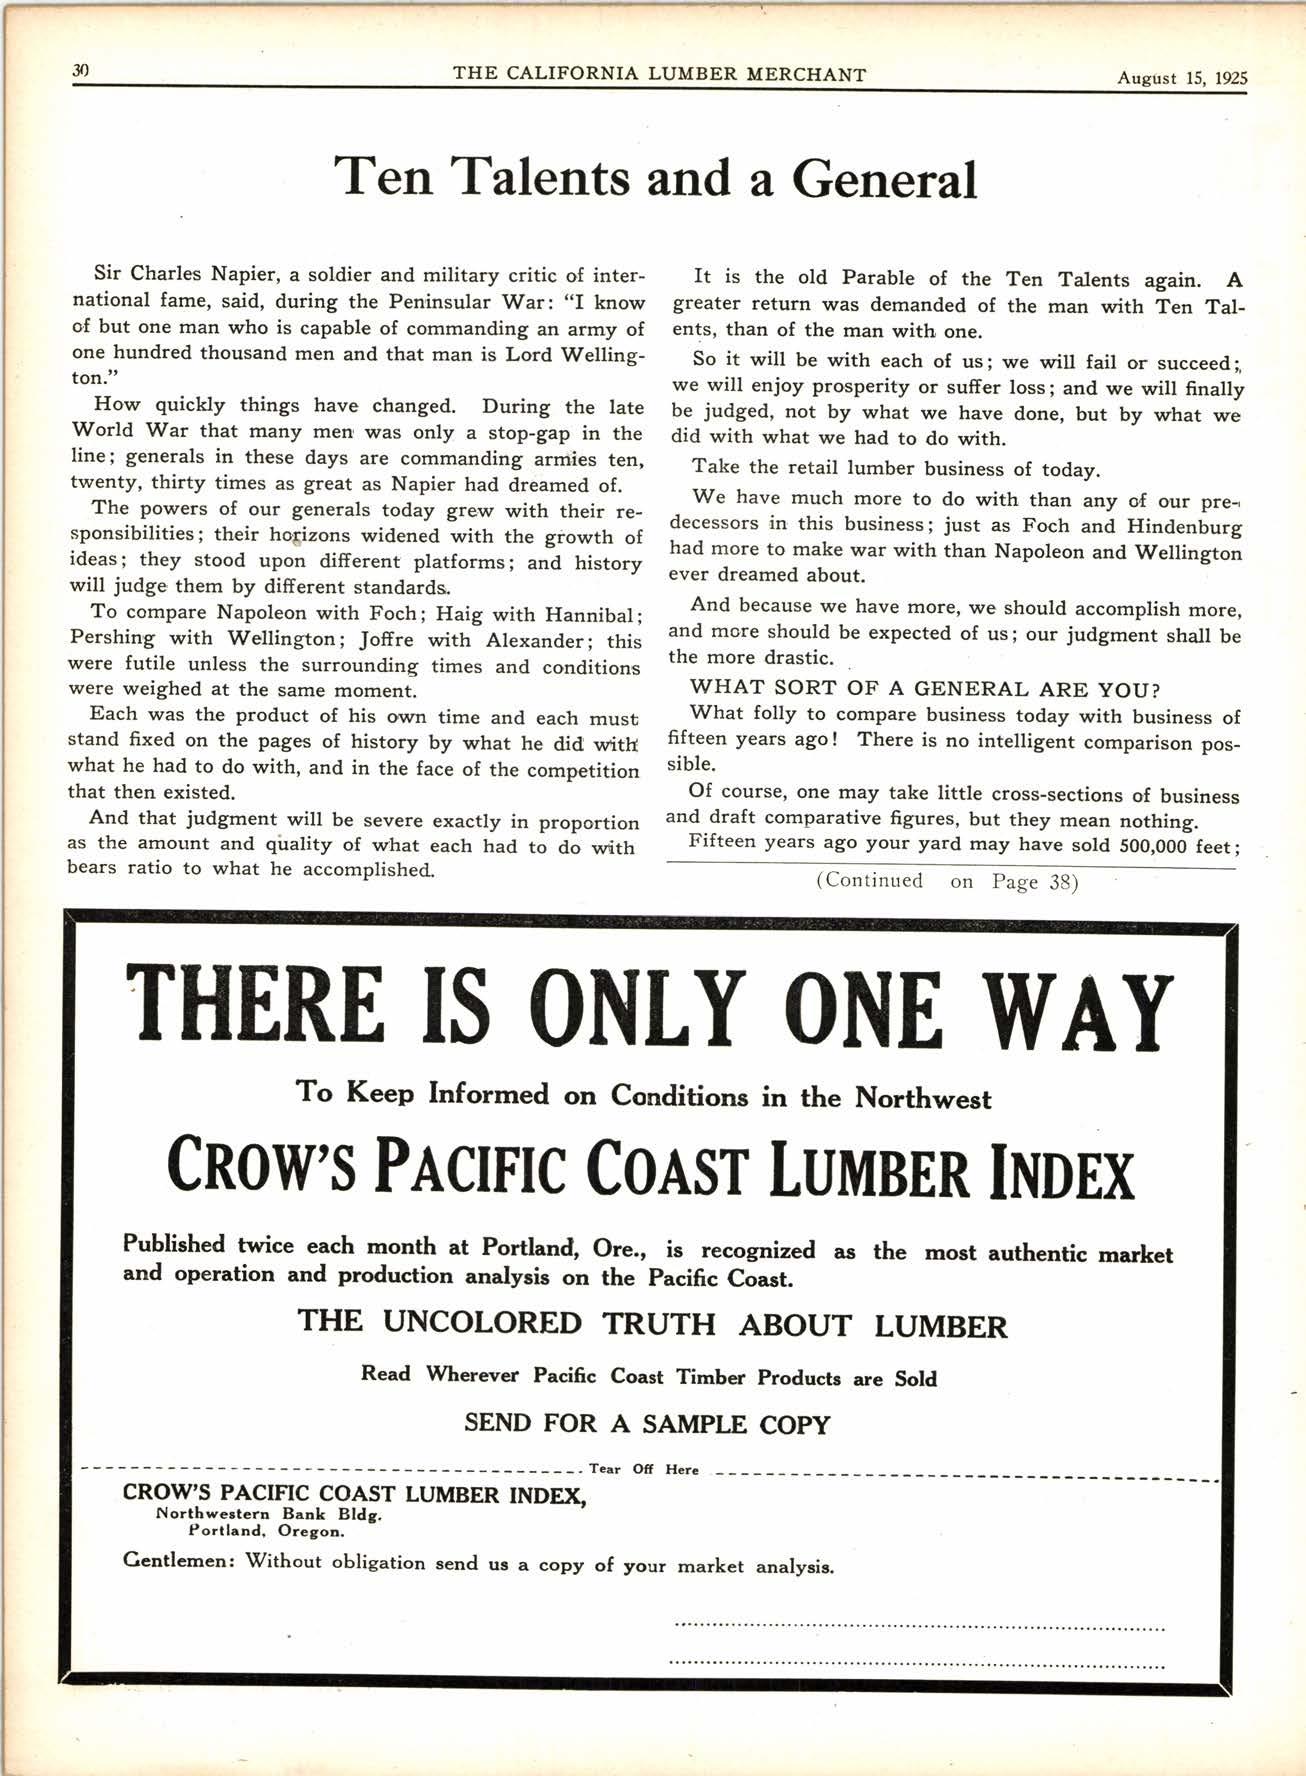 30
THE CALIFORNIA LUMBER MERCHANT
August 15, 1925
Ten Talents and a General
Sir Charles Napier, a soldier and military critic of inter-
national fame, said, during the Peninsular War: “I know
of but one man who is capable of commanding an army of
one hundred thousand men and that man is Lord Welling-
ton.”
How quickly things have changed. During the late
World War that many men was only a stop-gap in the
line; generals in these days are commanding armies ten,
twenty, thirty times as great as Napier had dreamed of.
The powers of our generals today grew with their re-
sponsibilities; their horizons widened with the growth of
ideas; they stood upon different platforms; and history
will judge them by different standards.
To compare Napoleon with Foch; Haig with Hannibal;
Pershing with Wellington; Joffre with Alexander; this
were futile unless the surrounding times and conditions
were weighed at the same moment.
Each was the product of his own time and each must
stand fixed on the pages of history by what he did with
what he had to do with, and in the face of the competition
that then existed.
And that judgment will be severe exactly in proportion
as the amount and quality of what each had to do with
bears ratio to what he accomplished.
It is the old Parable of the Ten Talents again. A
greater return was demanded of the man with Ten Tal-
ents, than of the man with one.
So it will be with each of us; we will fail or succeed;
we will enjoy prosperity or suffer loss; and we will finally
be judged, not by what we have done, but by what we
did with what we had to do with.
Take the retail lumber business of today.
We have much more to do with than any of our pre-
decessors in this business; just as Foch and Hindenburg
had more to make war with than Napoleon and Wellington
ever dreamed about.
And because we have more, we should accomplish more,
and more should be expected of us; our judgment shall be
the more drastic.
WHAT SORT OF A GENERAL ARE YOU?
What folly to compare business today with business of
fifteen years ago! There is no intelligent comparison pos-
sible.
Of course, one may take little cross-sections of business
and draft comparative figures, but they mean nothing.
Fifteen years ago your yard may have sold 500,000 feet;
(Continued on Page 38)
THERE IS ONLY ONE WAY
To Keep Informed on Conditions in the Northwest
CROW’S PACIFIC COAST LUMBER INDEX
Published twice each month at Portland, Ore., is recognized as the most authentic market
and operation and production analysis on the Pacific Coast.
THE UNCOLORED TRUTH ABOUT LUMBER
Read Wherever Pacific Coast Timber Products are Sold
SEND FOR A SAMPLE COPY
Tear Off Here
CROW’S PACIFIC COAST LUMBER INDEX,
Northwestern Bank Bldg.
Portland, Oregon.
Gentlemen: Without obligation send us a copy of your market analysis.